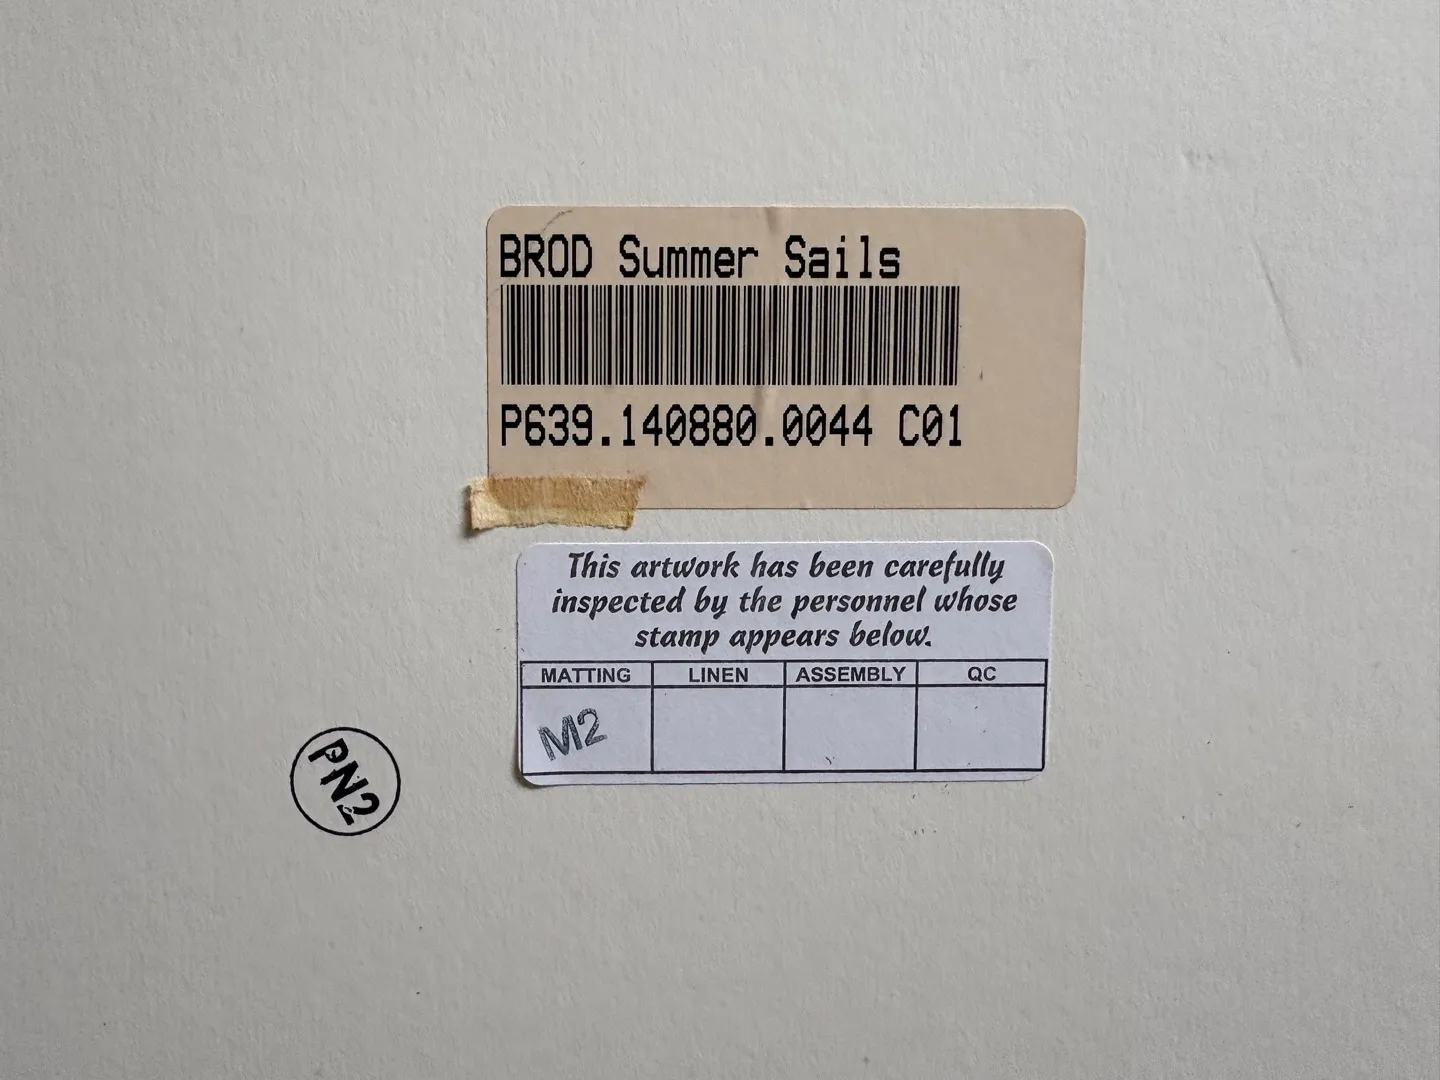 BROD Summer Sails
P639.140880.0044 C01
This artwork has been carefully
inspected by the personnel whose
stamp appears below.
MATTING LINEN ASSEMBLY QC
M2
PN2